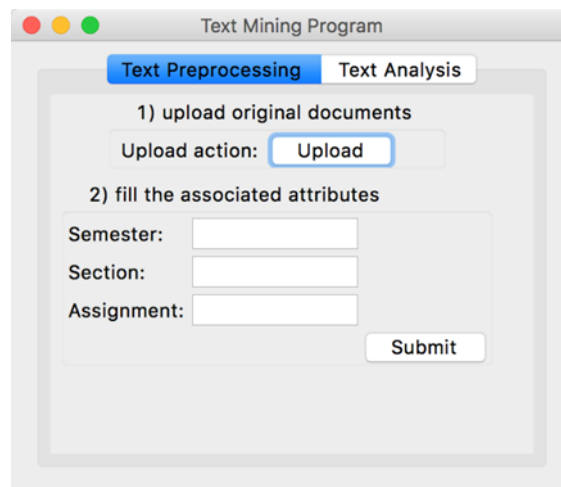 Text Mining Program
Text Preprocessing Text Analysis
1) upload original documents
Upload action: Upload
2) fill the associated attributes
Semester:
Section:
Assignment:
Submit